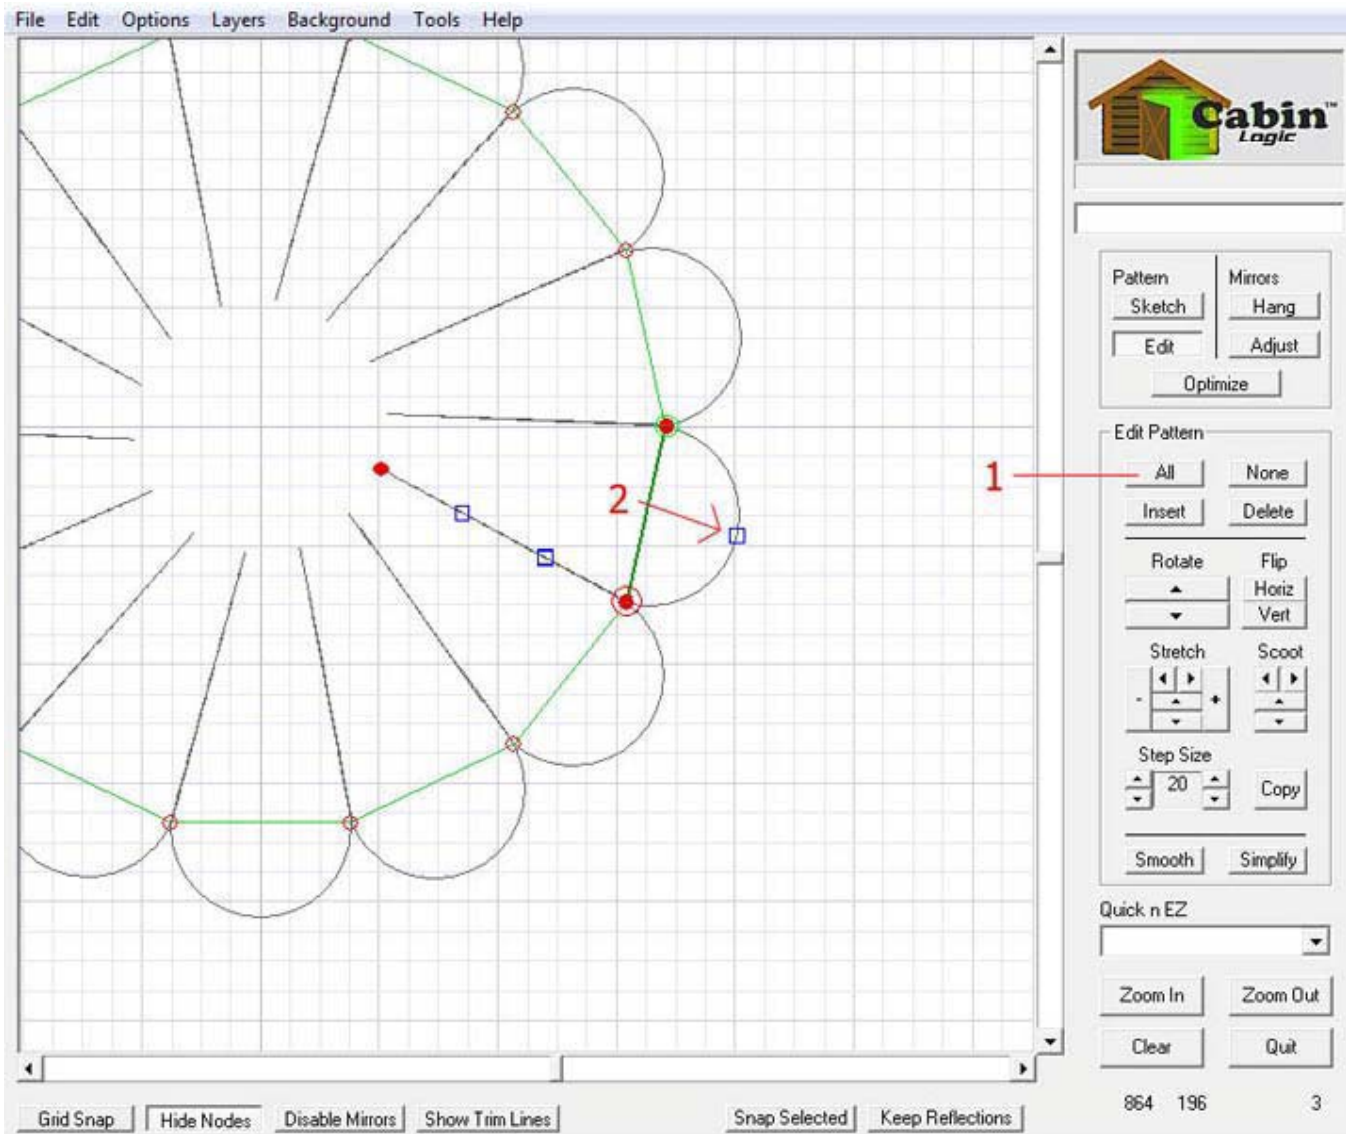 File Edit Options Layers Background Tools Help
Cabin™
Logic
Pattern Mirrors
Sketch Hang
Edit Adjust
Optimize
Edit Pattern
1
All None
2
Insert Delete
Rotate Flip
Horiz
Vert
Stretch Scoot
- +
Step Size
20 Copy
Smooth Simplify
Quick n EZ
Zoom In Zoom Out
Clear Quit
864 196 3
Grid Snap Hide Nodes Disable Mirrors Show Trim Lines Snap Selected Keep Reflections